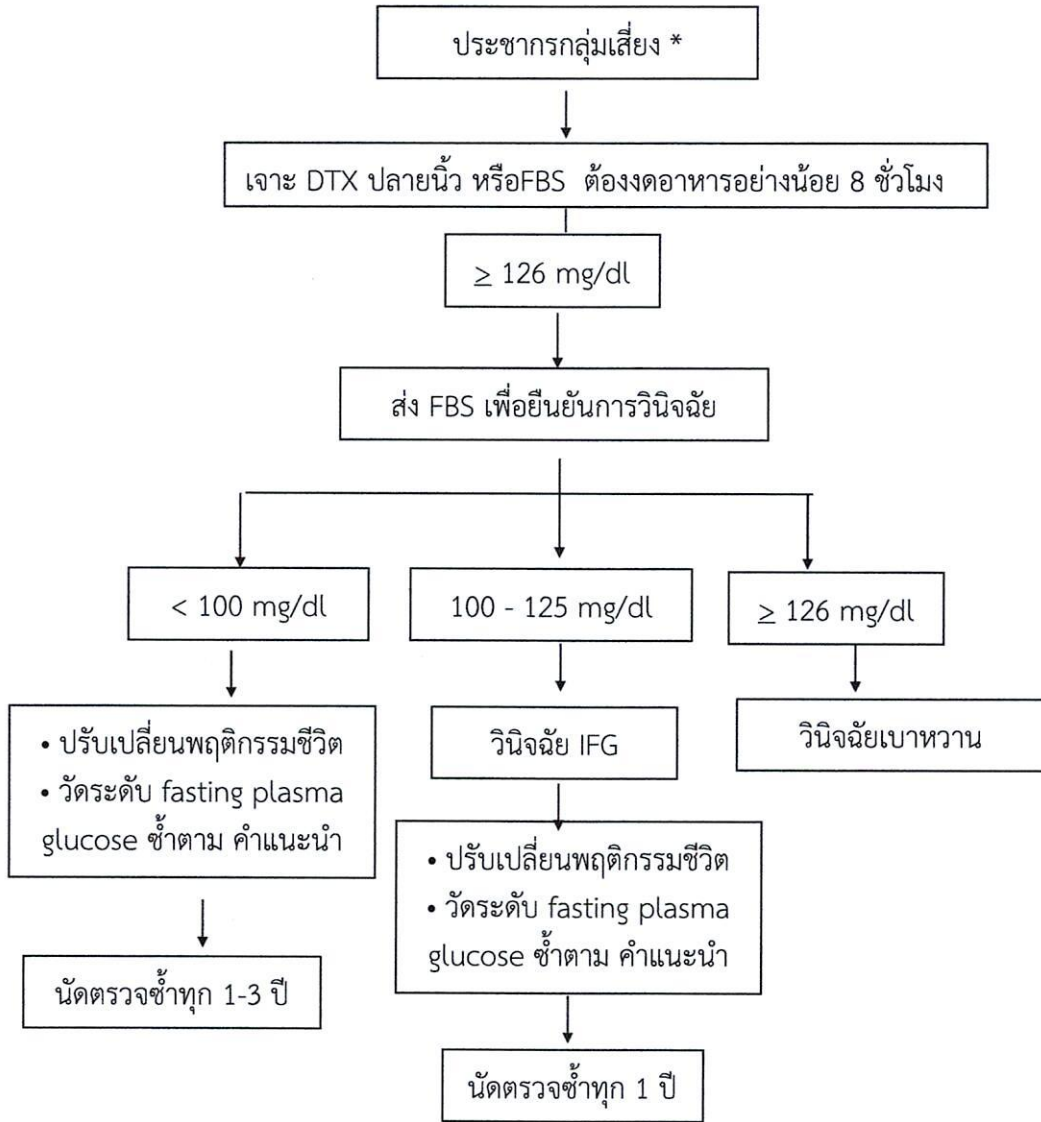 ประชากรกลุ่มเสี่ยง *
เจาะ DTX ปลายนิ้ว หรือFBS ต้องงดอาหารอย่างน้อย 8 ชั่วโมง
≥ 126 mg/dl
ส่ง FBS เพื่อยืนยันการวินิจฉัย
< 100 mg/dl
100 - 125 mg/dl
≥ 126 mg/dl
• ปรับเปลี่ยนพฤติกรรมชีวิต
• วัดระดับ fasting plasma
glucose ซ้ำตาม คำแนะนำ
วินิจฉัย IFG
วินิจฉัยเบาหวาน
• ปรับเปลี่ยนพฤติกรรมชีวิต
• วัดระดับ fasting plasma
glucose ซ้ำตาม คำแนะนำ
นัดตรวจซ้ำทุก 1-3 ปี
นัดตรวจซ้ำทุก 1 ปี